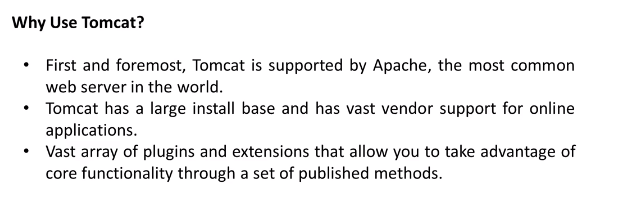 Why Use Tomcat?
• First and foremost, Tomcat is supported by Apache, the most common
web server in the world.
• Tomcat has a large install base and has vast vendor support for online
applications.
• Vast array of plugins and extensions that allow you to take advantage of
core functionality through a set of published methods.